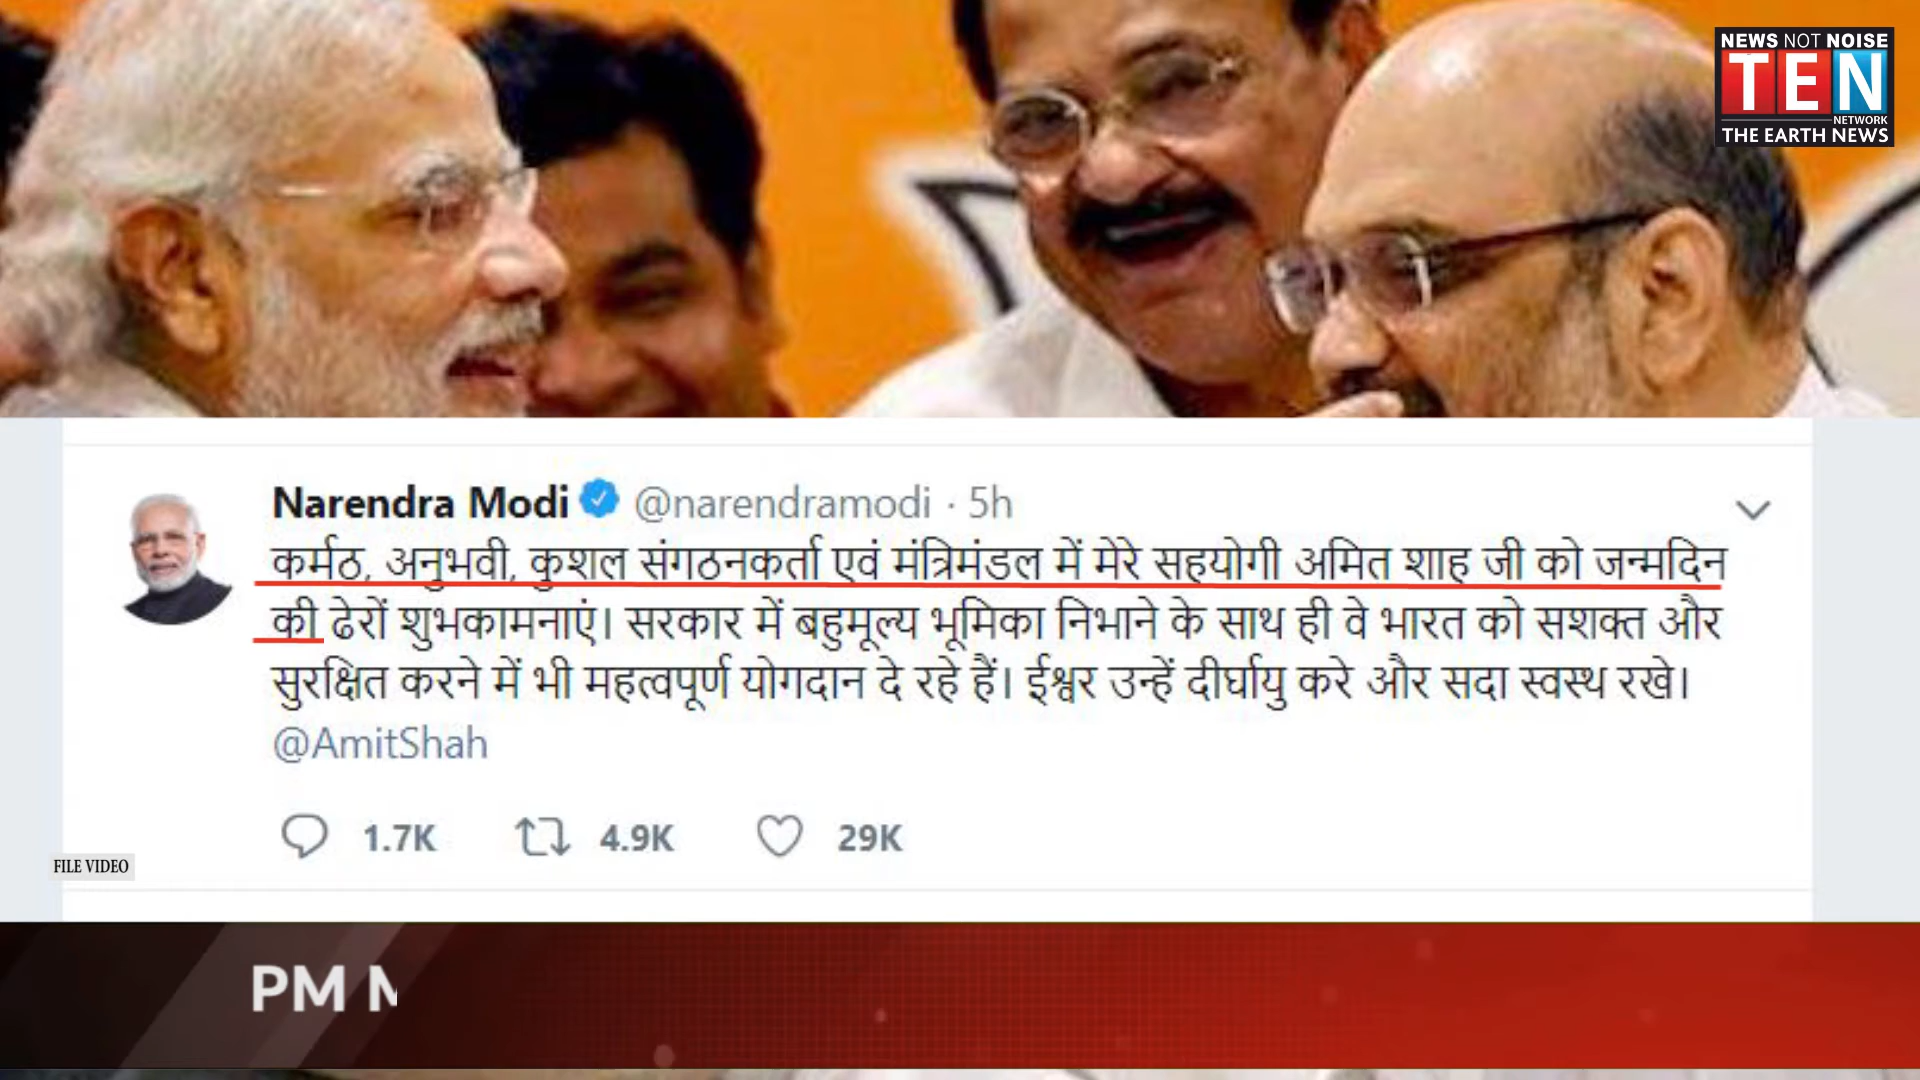 NEWS NOT NOISE
TEN
NETWORK
THE EARTH NEWS
Narendra Modi @narendramodi · 5h
कर्मठ, अनुभवी, कुशल संगठनकर्ता एवं मंत्रिमंडल में मेरे सहयोगी अमित शाह जी को जन्मदिन
की ढेरों शुभकामनाएं। सरकार में बहुमूल्य भूमिका निभाने के साथ ही वे भारत को सशक्त और
सुरक्षित करने में भी महत्वपूर्ण योगदान दे रहे हैं। ईश्वर उन्हें दीर्घायु करे और सदा स्वस्थ रखे।
@AmitShah
1.7K 4.9K 29K
FILE VIDEO
PM M